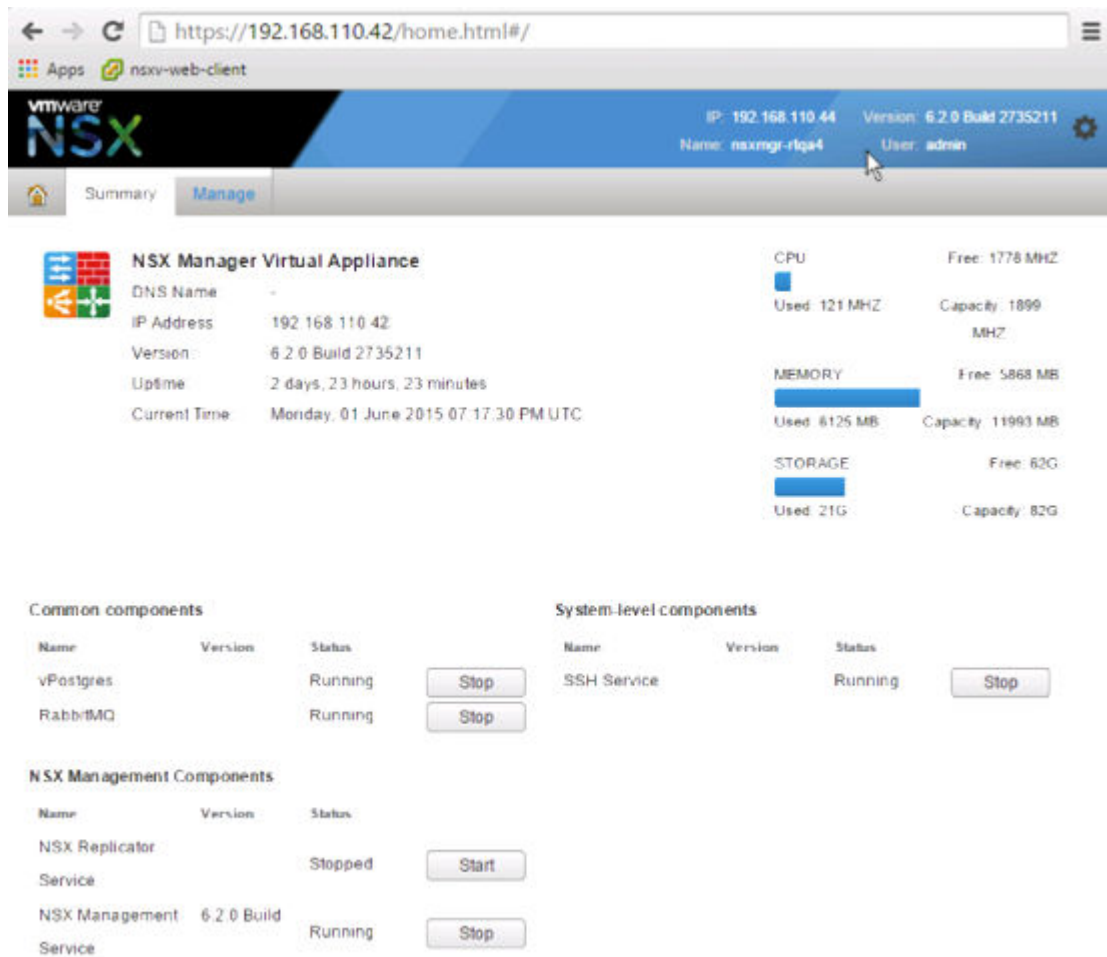 https://192.168.110.42/home.html#/
Apps nsxv-web-client
vmware
NSX
IP: 192.168.110.44 Version: 6.2.0 Build 2735211
Name: nsxmgr-rtqa4 User: admin
Summary Manage
NSX Manager Virtual Appliance
DNS Name -
IP Address 192.168.110.42
Version 6.2.0 Build 2735211
Uptime 2 days, 23 hours, 23 minutes
Current Time Monday, 01 June 2015 07:17:30 PM UTC
CPU Free: 1778 MHZ
Used: 121 MHZ Capacity: 1899
MHZ
MEMORY Free: 5868 MB
Used: 6125 MB Capacity: 11993 MB
STORAGE Free: 62G
Used: 21G Capacity: 82G
Common components
Name Version Status
vPostgres Running Stop
RabbitMQ Running Stop
System-level components
Name Version Status
SSH Service Running Stop
NSX Management Components
Name Version Status
NSX Replicator
Stopped Start
Service
NSX Management 6.2.0 Build
Running Stop
Service